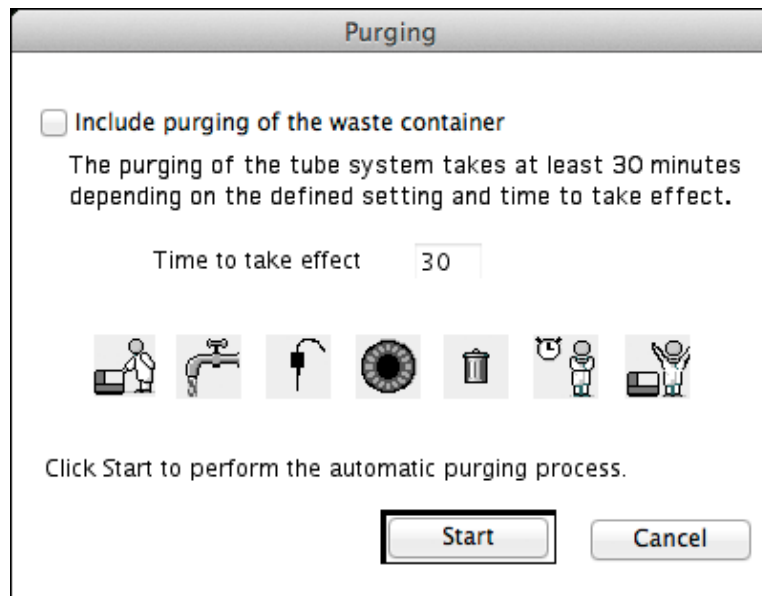 Purging
Include purging of the waste container
The purging of the tube system takes at least 30 minutes
depending on the defined setting and time to take effect.
Time to take effect 30
Click Start to perform the automatic purging process.
Start Cancel